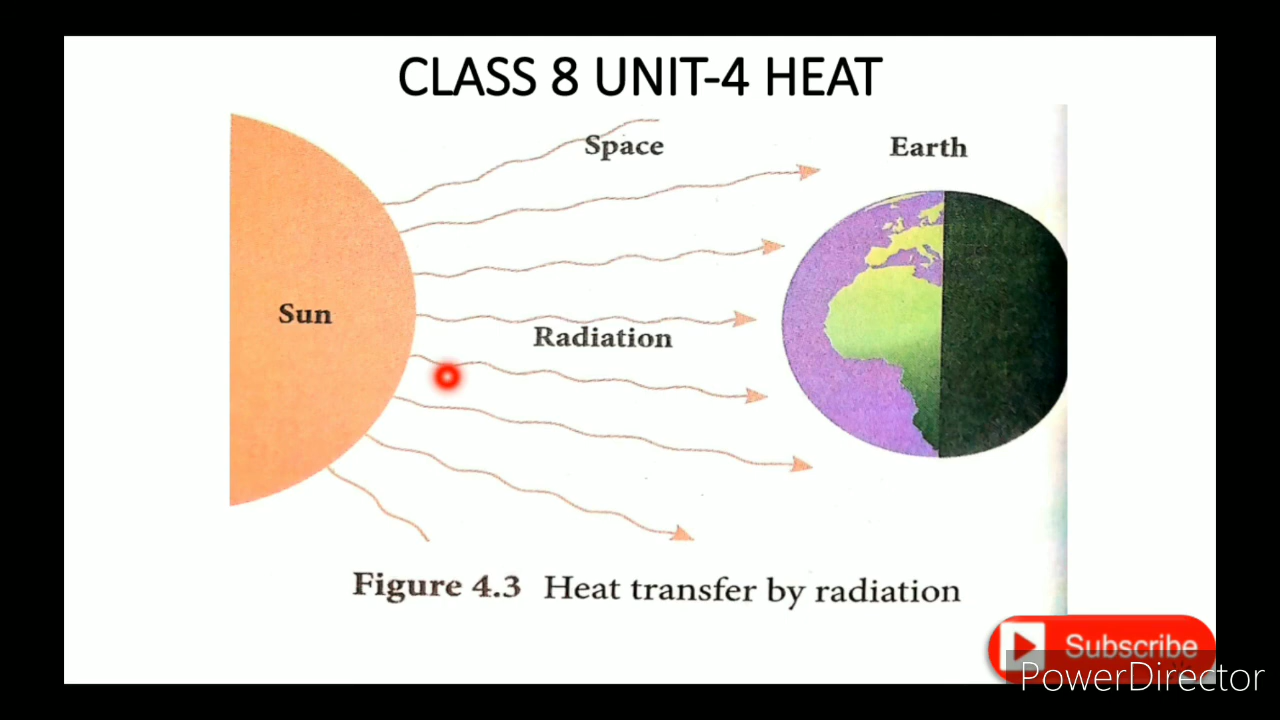 CLASS 8 UNIT-4 HEAT
Space
Earth
Sun
Radiation
Figure 4.3 Heat transfer by radiation
Subscribe
PowerDirector